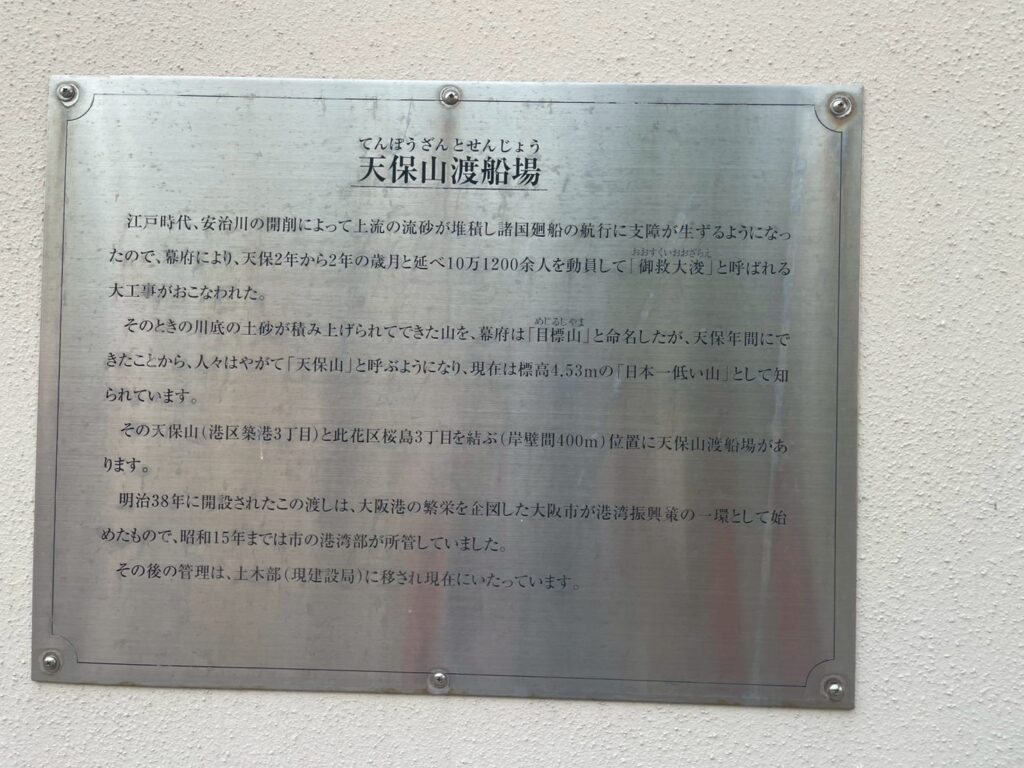 てんぽうざんとせんじょう
天保山渡船場
江戸時代、安治川の開削によって上流の流砂が堆積し諸国廻船の航行に支障が生ずるようになっ
おおすくいおおざらえ
たので、幕府により、天保2年から2年の歳月と延べ10万1200余人を動員して「御救大浚」と呼ばれる
大工事がおこなわれた。
めじるしやま
そのときの川底の土砂が積み上げられてできた山を、幕府は「目標山」と命名したが、天保年間にで
きたことから、人々はやがて「天保山」と呼ぶようになり、現在は標高4.53mの「日本一低い山」として知
られています。
その天保山(港区築港3丁目)と此花区桜島3丁目を結ぶ(岸壁間400m)位置に天保山渡船場があ
ります。
明治38年に開設されたこの渡しは、大阪港の繁栄を企図した大阪市が港湾振興策の一環として始
めたもので、昭和15年までは市の港湾部が所管していました。
その後の管理は、土木部(現建設局)に移され現在にいたっています。